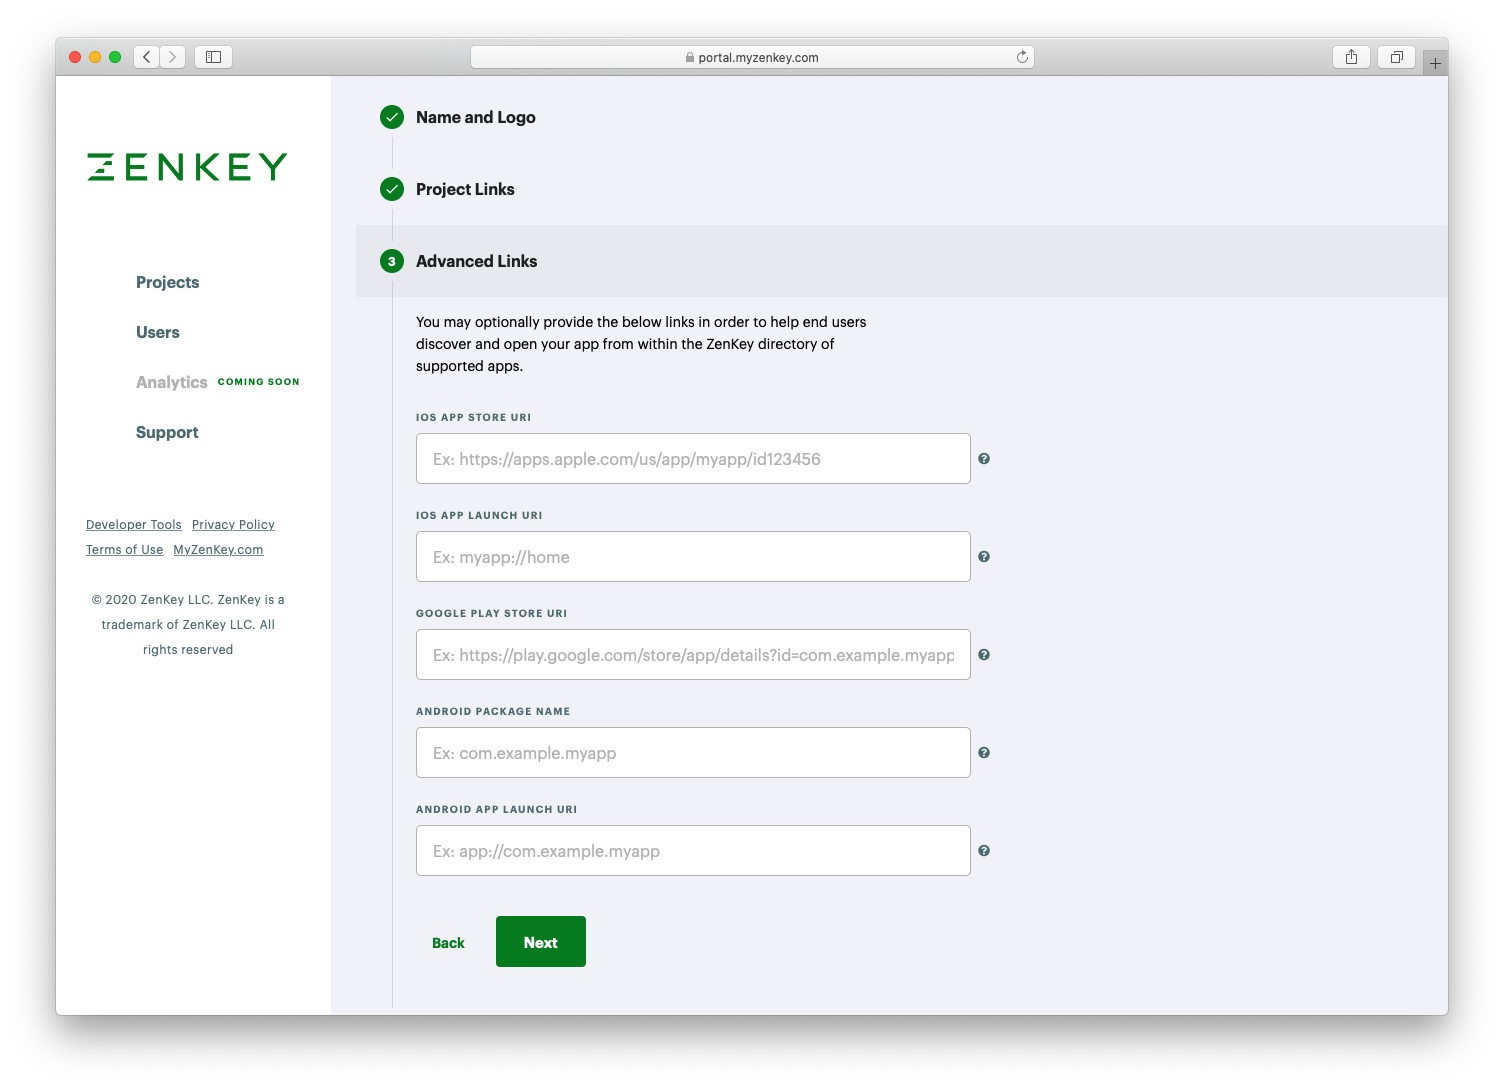 portal.myzenkey.com
ZENKEY
Projects
Users
Analytics COMING SOON
Support
Developer Tools Privacy Policy
Terms of Use MyZenKey.com
© 2020 ZenKey LLC. ZenKey is a
trademark of ZenKey LLC. All
rights reserved
Name and Logo
Project Links
3 Advanced Links
You may optionally provide the below links in order to help end users
discover and open your app from within the ZenKey directory of
supported apps.
IOS APP STORE URI
Ex: https://apps.apple.com/us/app/myapp/id123456
?
IOS APP LAUNCH URI
Ex: myapp://home
?
GOOGLE PLAY STORE URI
Ex: https://play.google.com/store/app/details?id=com.example.myapp
?
ANDROID PACKAGE NAME
Ex: com.example.myapp
?
ANDROID APP LAUNCH URI
Ex: app://com.example.myapp
?
Back Next